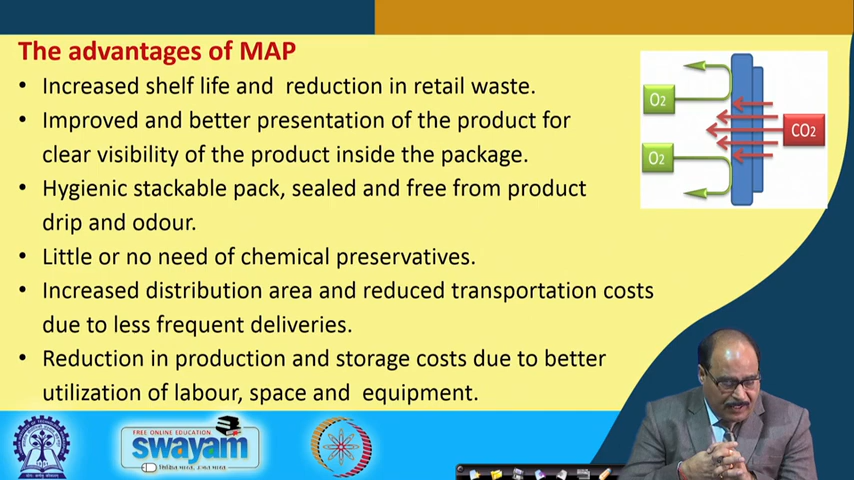 The advantages of MAP
• Increased shelf life and reduction in retail waste.
• Improved and better presentation of the product for
clear visibility of the product inside the package.
• Hygienic stackable pack, sealed and free from product
drip and odour.
• Little or no need of chemical preservatives.
• Increased distribution area and reduced transportation costs
due to less frequent deliveries.
• Reduction in production and storage costs due to better
utilization of labour, space and equipment.
O2
CO2
O2
FREE ONLINE EDUCATION
swayam